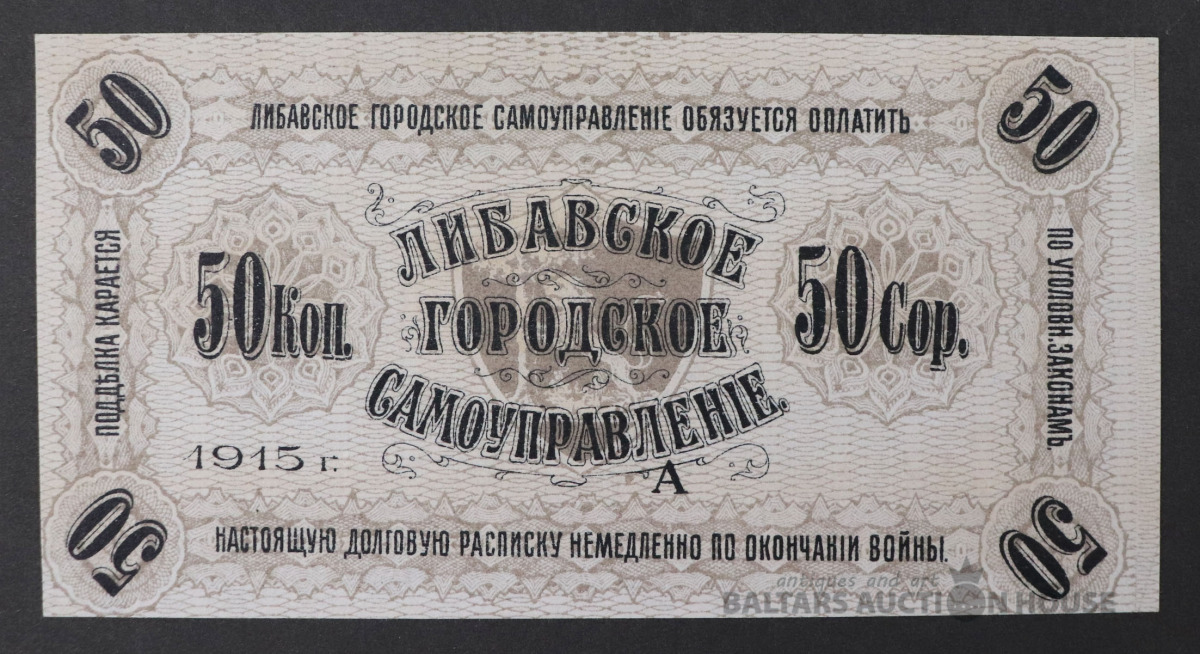 50
50
ЛИБАВСКОЕ ГОРОДСКОЕ САМОУПРАВЛЕНІЕ ОБЯЗУЕТСЯ ОПЛАТИТЬ
ПОДДѢЛКА КАРАЕТСЯ
50 Коп.
ЛИБАВСКОЕ
ГОРОДСКОЕ
САМОУПРАВЛЕНІЕ.
50 Сор.
ПО УГОЛОВН. ЗАКОНАМЪ.
1915 г.
А
50
50
НАСТОЯЩУЮ ДОЛГОВУЮ РАСПИСКУ НЕМЕДЛЕННО ПО ОКОНЧАНІИ ВОЙНЫ.
antiques and art
BALTARS AUCTION HOUSE